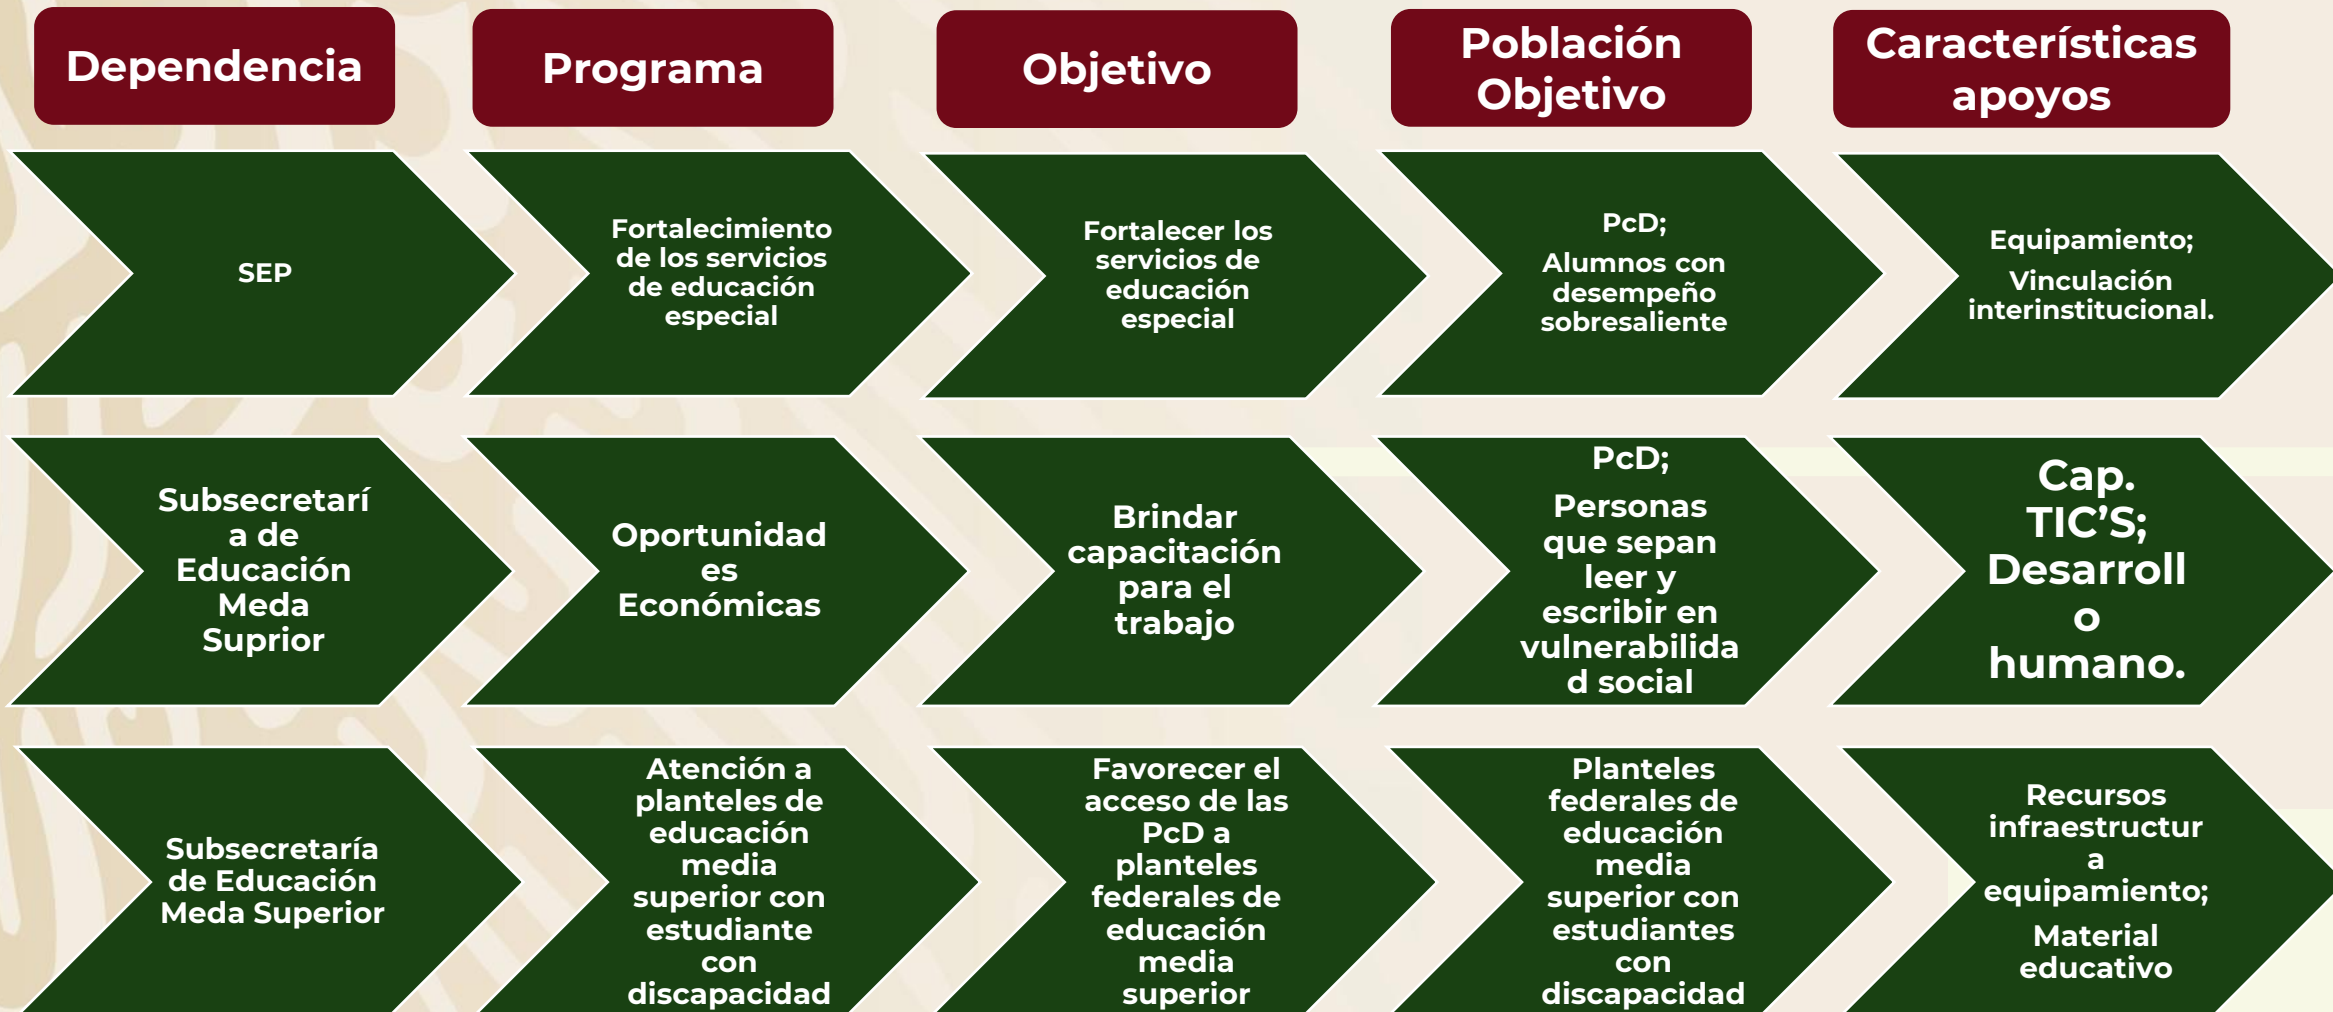 Dependencia
Programa
Objetivo
Población
Objetivo
Características
apoyos
SEP
Fortalecimiento
de los servicios
de educación
especial
Fortalecer los
servicios de
educación
especial
PcD;
Alumnos con
desempeño
sobresaliente
Equipamiento;
Vinculación
interinstitucional.
Subsecretarí
a de
Educación
Meda
Suprior
Oportunidad
es
Económicas
Brindar
capacitación
para el
trabajo
PcD;
Personas
que sepan
leer y
escribir en
vulnerabilida
d social
Cap.
TIC’S;
Desarroll
o
humano.
Subsecretaría
de Educación
Meda Superior
Atención a
planteles de
educación
media
superior con
estudiante
con
discapacidad
Favorecer el
acceso de las
PcD a
planteles
federales de
educación
media
superior
Planteles
federales de
educación
media
superior con
estudiantes
con
discapacidad
Recursos
infraestructur
a
equipamiento;
Material
educativo